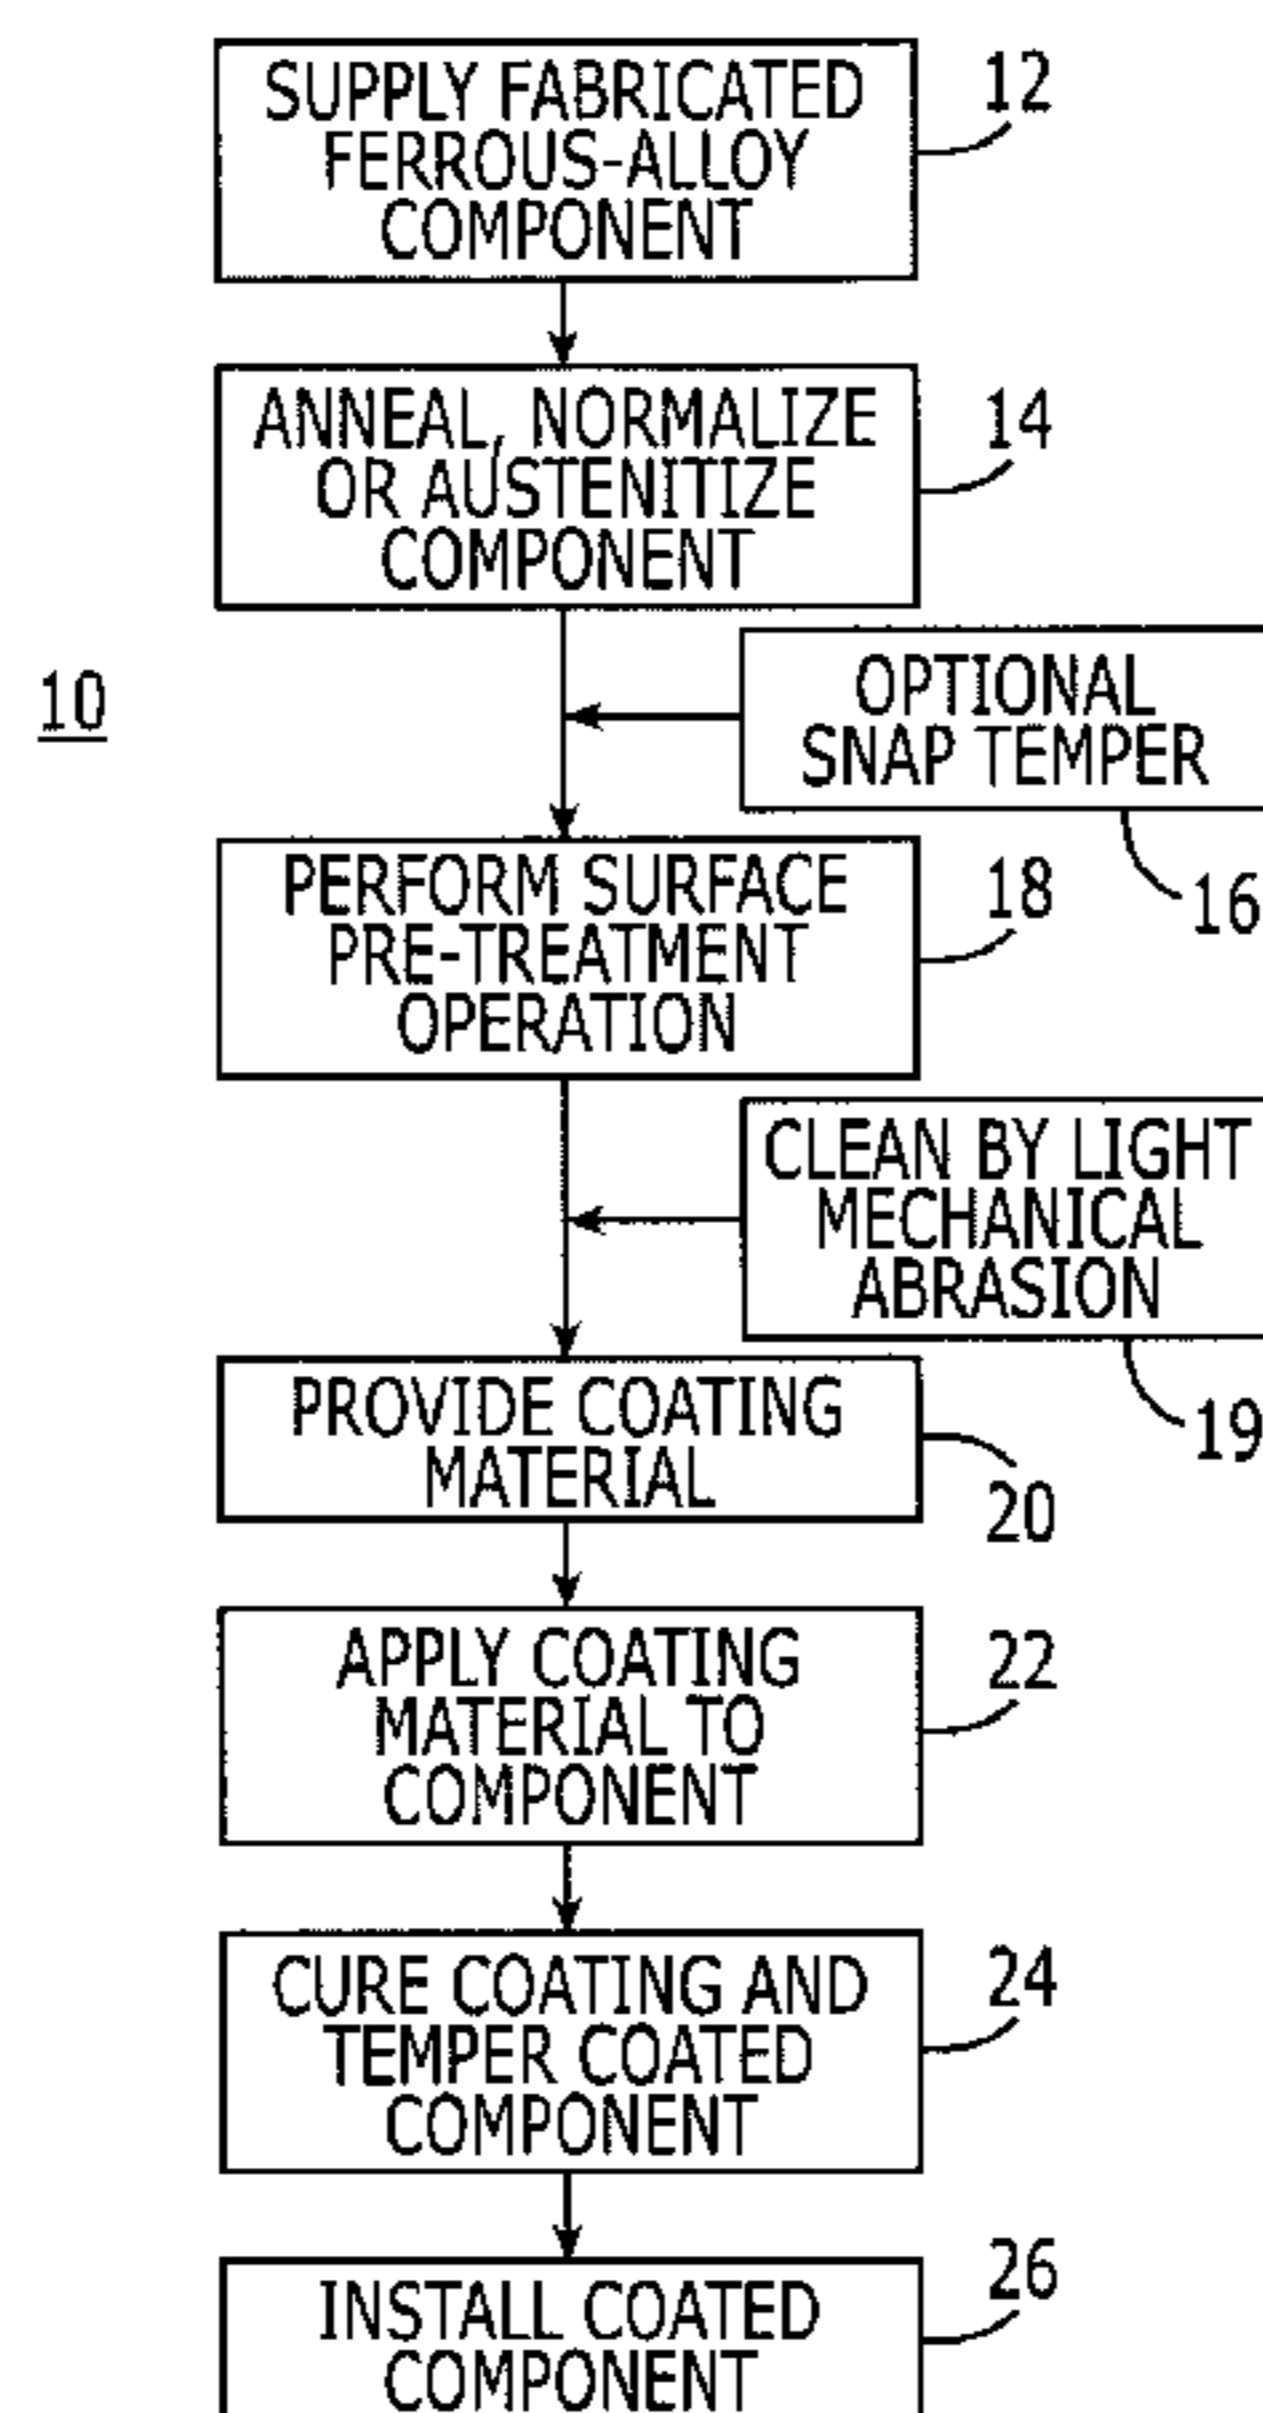 SUPPLY FABRICATED
FERROUS-ALLOY
COMPONENT
12
ANNEAL, NORMALIZE
OR AUSTENITIZE
COMPONENT
14
10
OPTIONAL
SNAP TEMPER
16
PERFORM SURFACE
PRE-TREATMENT
OPERATION
18
CLEAN BY LIGHT
MECHANICAL
ABRASION
19
PROVIDE COATING
MATERIAL
20
APPLY COATING
MATERIAL TO
COMPONENT
22
CURE COATING AND
TEMPER COATED
COMPONENT
24
INSTALL COATED
COMPONENT
26